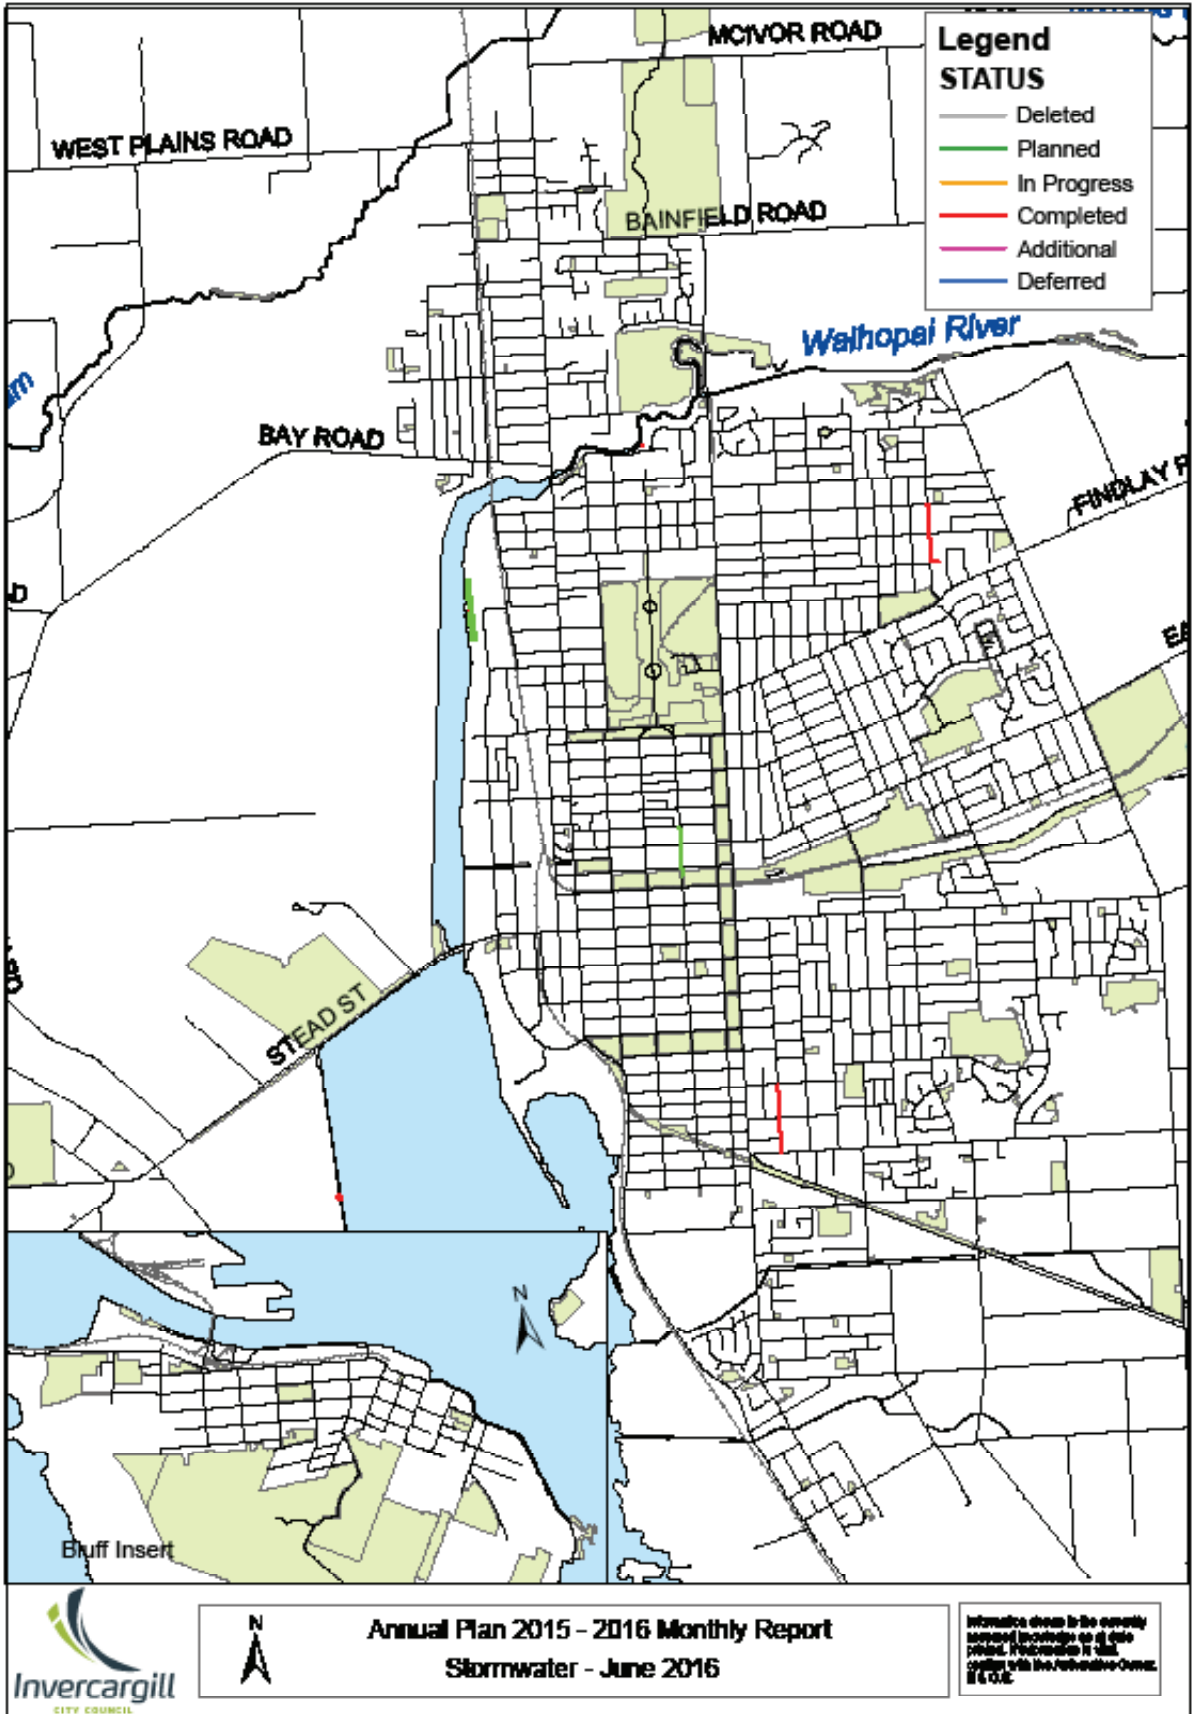 MCIVOR ROAD
Legend
STATUS
Deleted
Planned
In Progress
Completed
Additional
Deferred
WEST PLAINS ROAD
BAINFIELD ROAD
Waihopai River
BAY ROAD
FINDLAY R
EA
STEAD ST
N
Bluff Insert
Invercargill
CITY COUNCIL
N
Annual Plan 2015 - 2016 Monthly Report
Stormwater - June 2016